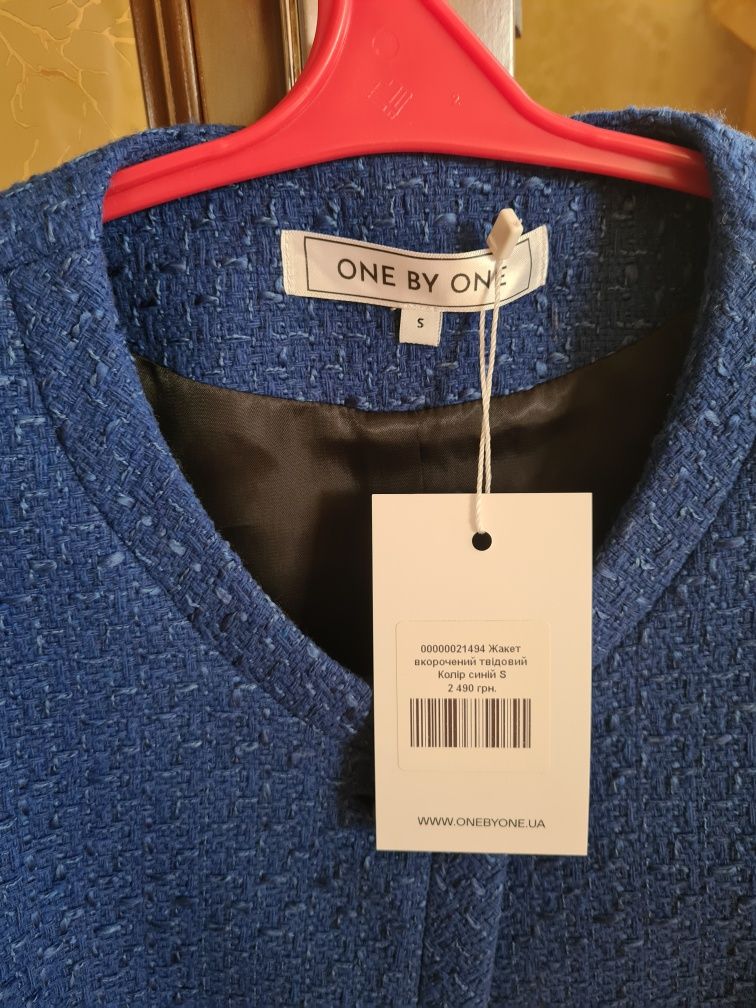 ONE BY ONE
S
00000021494 Жакет
вкорочений твідовий
Колір синій S
2 490 грн.
WWW.ONEBYONE.UA